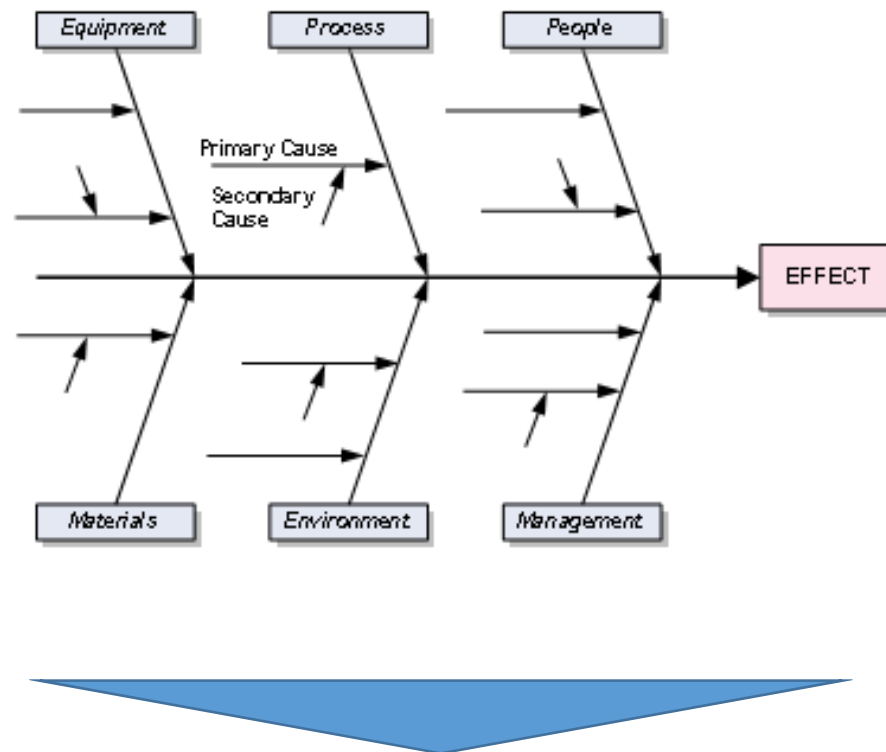 Equipment
Process
People
Primary Cause
Secondary
Cause
EFFECT
Materials
Environment
Management